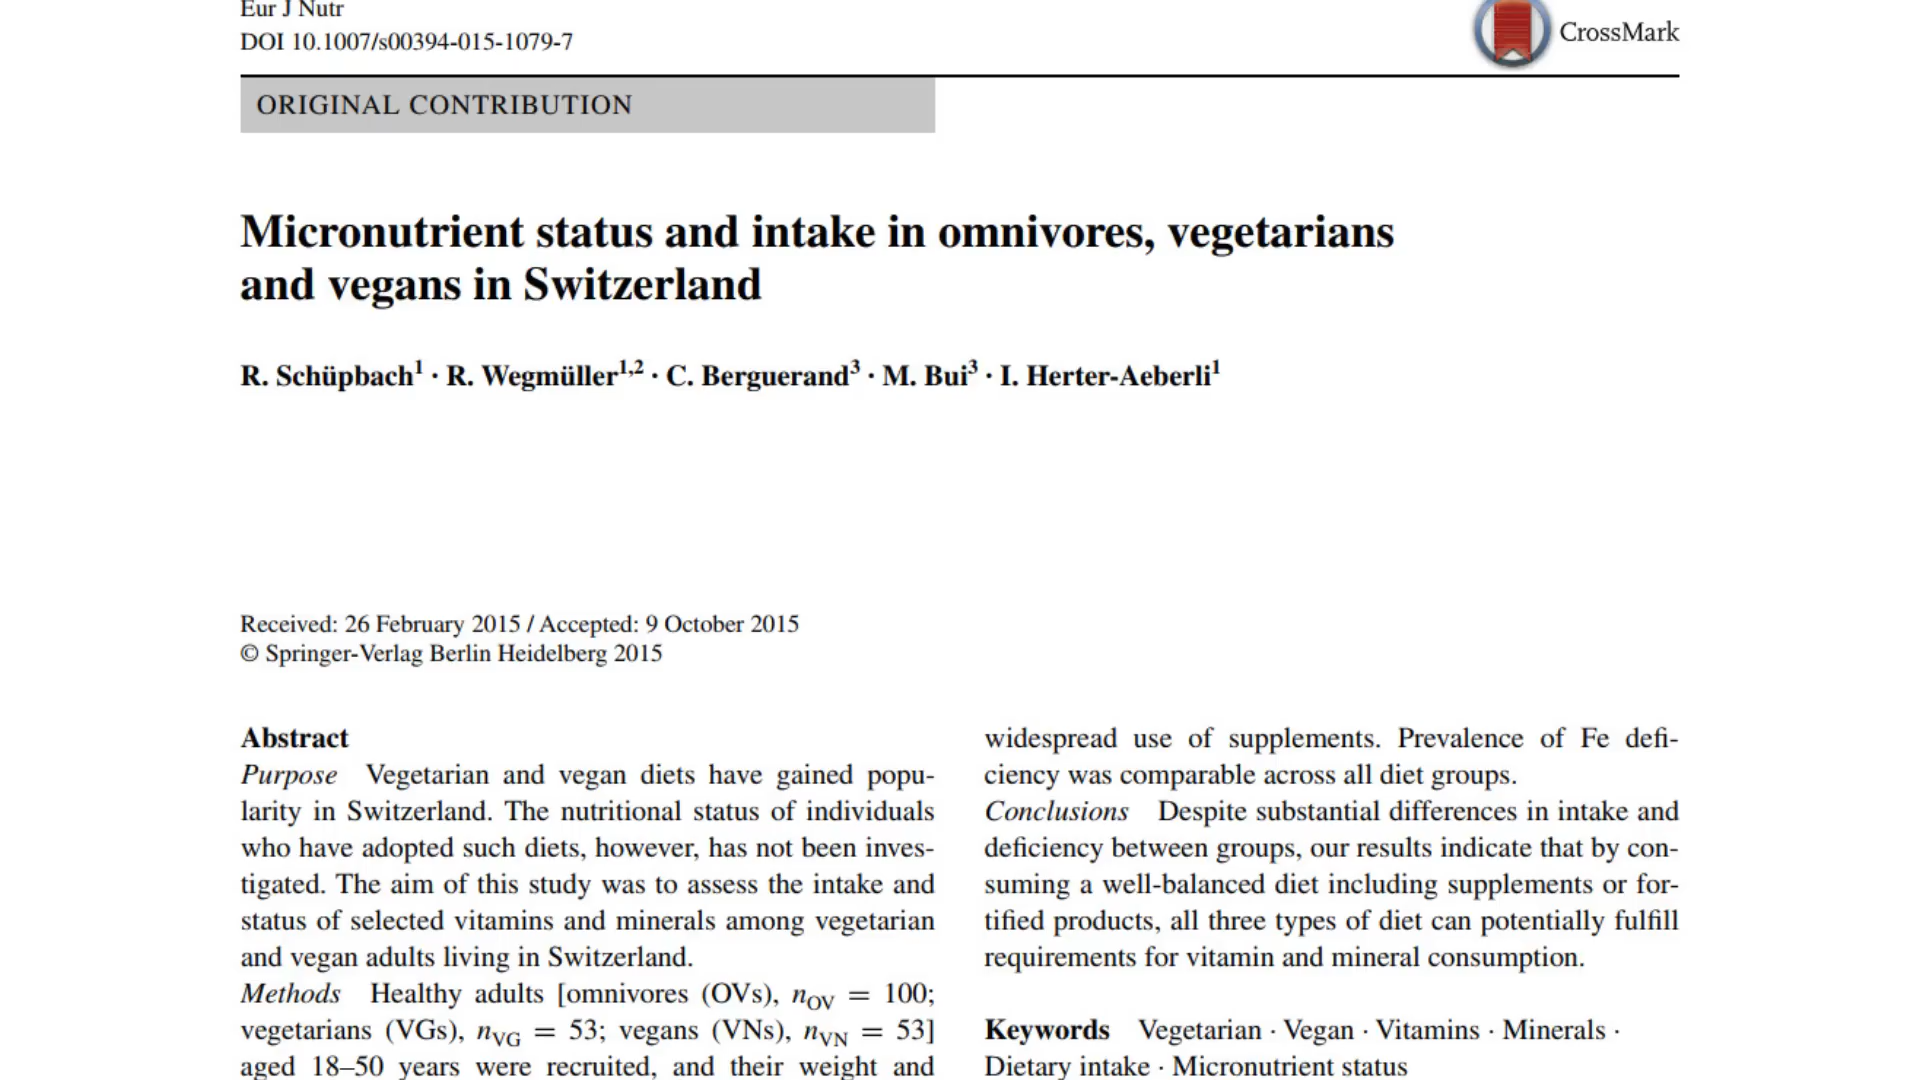 Eur J Nutr
DOI 10.1007/s00394-015-1079-7
CrossMark
ORIGINAL CONTRIBUTION
Micronutrient status and intake in omnivores, vegetarians
and vegans in Switzerland
R. Schüpbach¹ · R. Wegmüller¹,² · C. Berguerand³ · M. Bui³ · I. Herter-Aeberli¹
Received: 26 February 2015 / Accepted: 9 October 2015
© Springer-Verlag Berlin Heidelberg 2015
Abstract
Purpose Vegetarian and vegan diets have gained popu-
larity in Switzerland. The nutritional status of individuals
who have adopted such diets, however, has not been inves-
tigated. The aim of this study was to assess the intake and
status of selected vitamins and minerals among vegetarian
and vegan adults living in Switzerland.
Methods Healthy adults [omnivores (OVs), nOV = 100;
vegetarians (VGs), nVG = 53; vegans (VNs), nVN = 53]
aged 18–50 years were recruited, and their weight and
widespread use of supplements. Prevalence of Fe defi-
ciency was comparable across all diet groups.
Conclusions Despite substantial differences in intake and
deficiency between groups, our results indicate that by con-
suming a well-balanced diet including supplements or for-
tified products, all three types of diet can potentially fulfill
requirements for vitamin and mineral consumption.
Keywords Vegetarian · Vegan · Vitamins · Minerals ·
Dietary intake · Micronutrient status